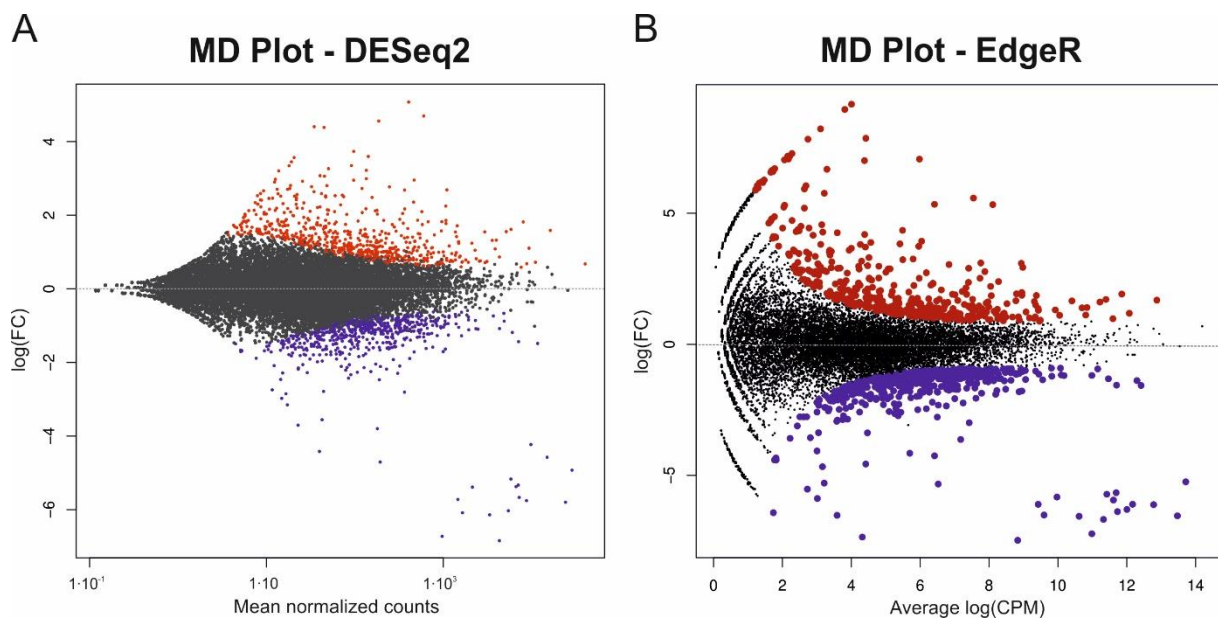 A
MD Plot - DESeq2
log(FC)
4
2
0
-2
-4
-6
1·10⁻¹
1·10
1·10³
Mean normalized counts
B
MD Plot - EdgeR
log(FC)
5
0
-5
0
2
4
6
8
10
12
14
Average log(CPM)